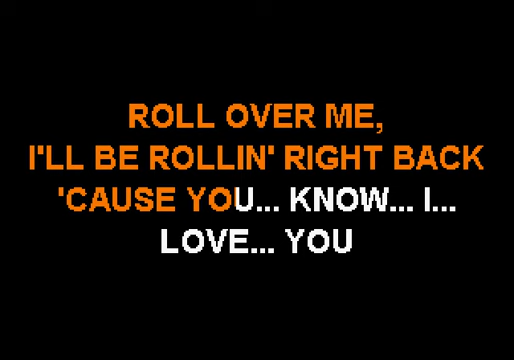 ROLL OVER ME,
I'LL BE ROLLIN' RIGHT BACK
'CAUSE YOU... KNOW... I...
LOVE... YOU